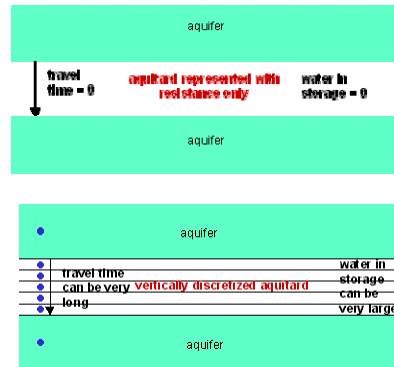 aquifer
travel
time = 0
aquitard represented with
resistance only
water in
storage = 0
aquifer
aquifer
travel time
can be very
long
vertically discretized aquitard
water in
storage
can be
very large
aquifer